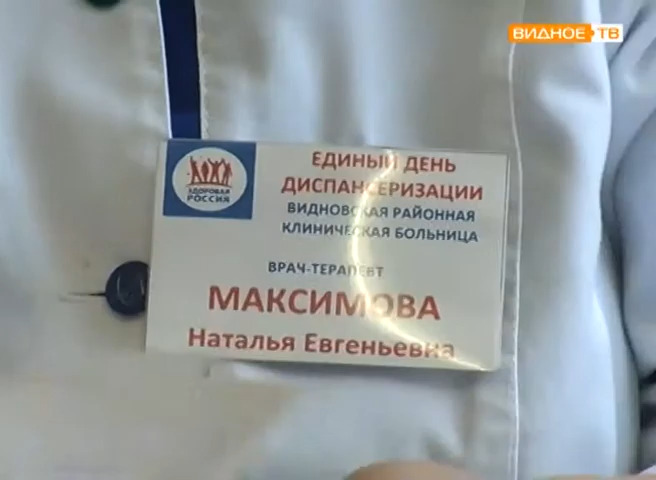 ВИДНОЕ ТВ
ЗДОРОВАЯ
РОССИЯ
ЕДИНЫЙ ДЕНЬ
ДИСПАНСЕРИЗАЦИИ
ВИДНОВСКАЯ РАЙОННАЯ
КЛИНИЧЕСКАЯ БОЛЬНИЦА
ВРАЧ-ТЕРАПЕВТ
МАКСИМОВА
Наталья Евгеньевна